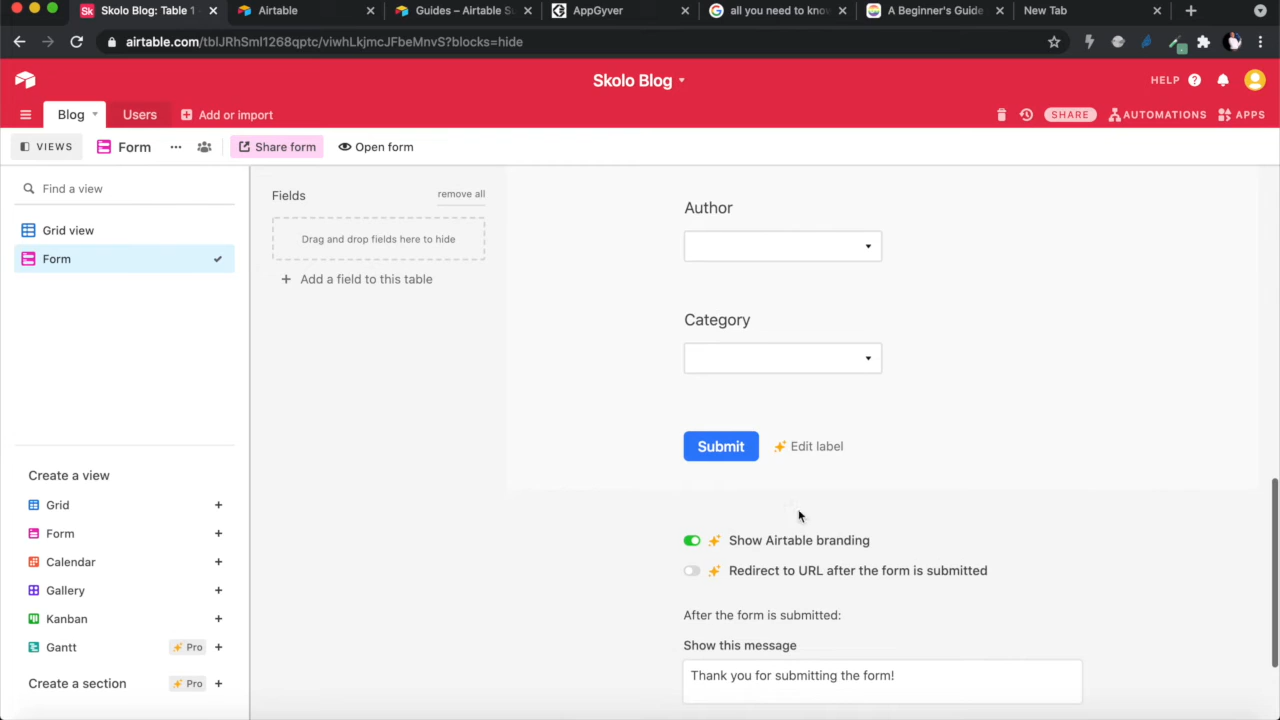 Skolo Blog: Table 1
Airtable
Guides – Airtable S
AppGyver
all you need to know
A Beginner's Guide
New Tab
airtable.com/tblJRhSml1268qptc/viwhLkjmcJFbeMnvS?blocks=hide
Skolo Blog
HELP
Blog
Users
Add or import
SHARE
AUTOMATIONS
APPS
VIEWS
Form
Share form
Open form
Find a view
Grid view
Form
Create a view
Grid
Form
Calendar
Gallery
Kanban
Gantt
Pro
Create a section
Pro
Fields
remove all
Drag and drop fields here to hide
Add a field to this table
Author
Category
Submit
Edit label
Show Airtable branding
Redirect to URL after the form is submitted
After the form is submitted:
Show this message
Thank you for submitting the form!